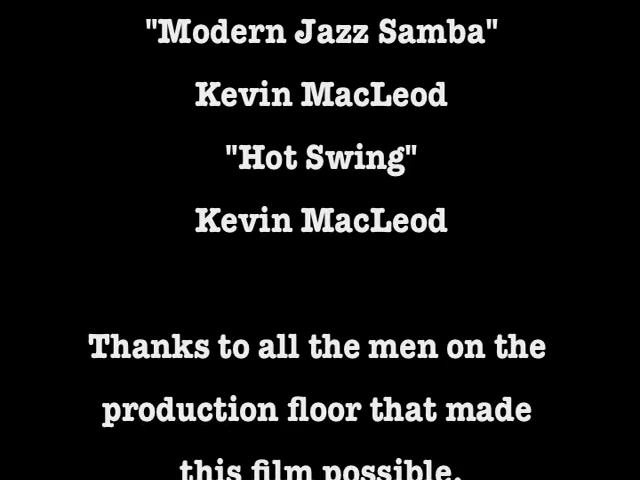 "Modern Jazz Samba"
Kevin MacLeod
"Hot Swing"
Kevin MacLeod
Thanks to all the men on the
production floor that made
this film possible.